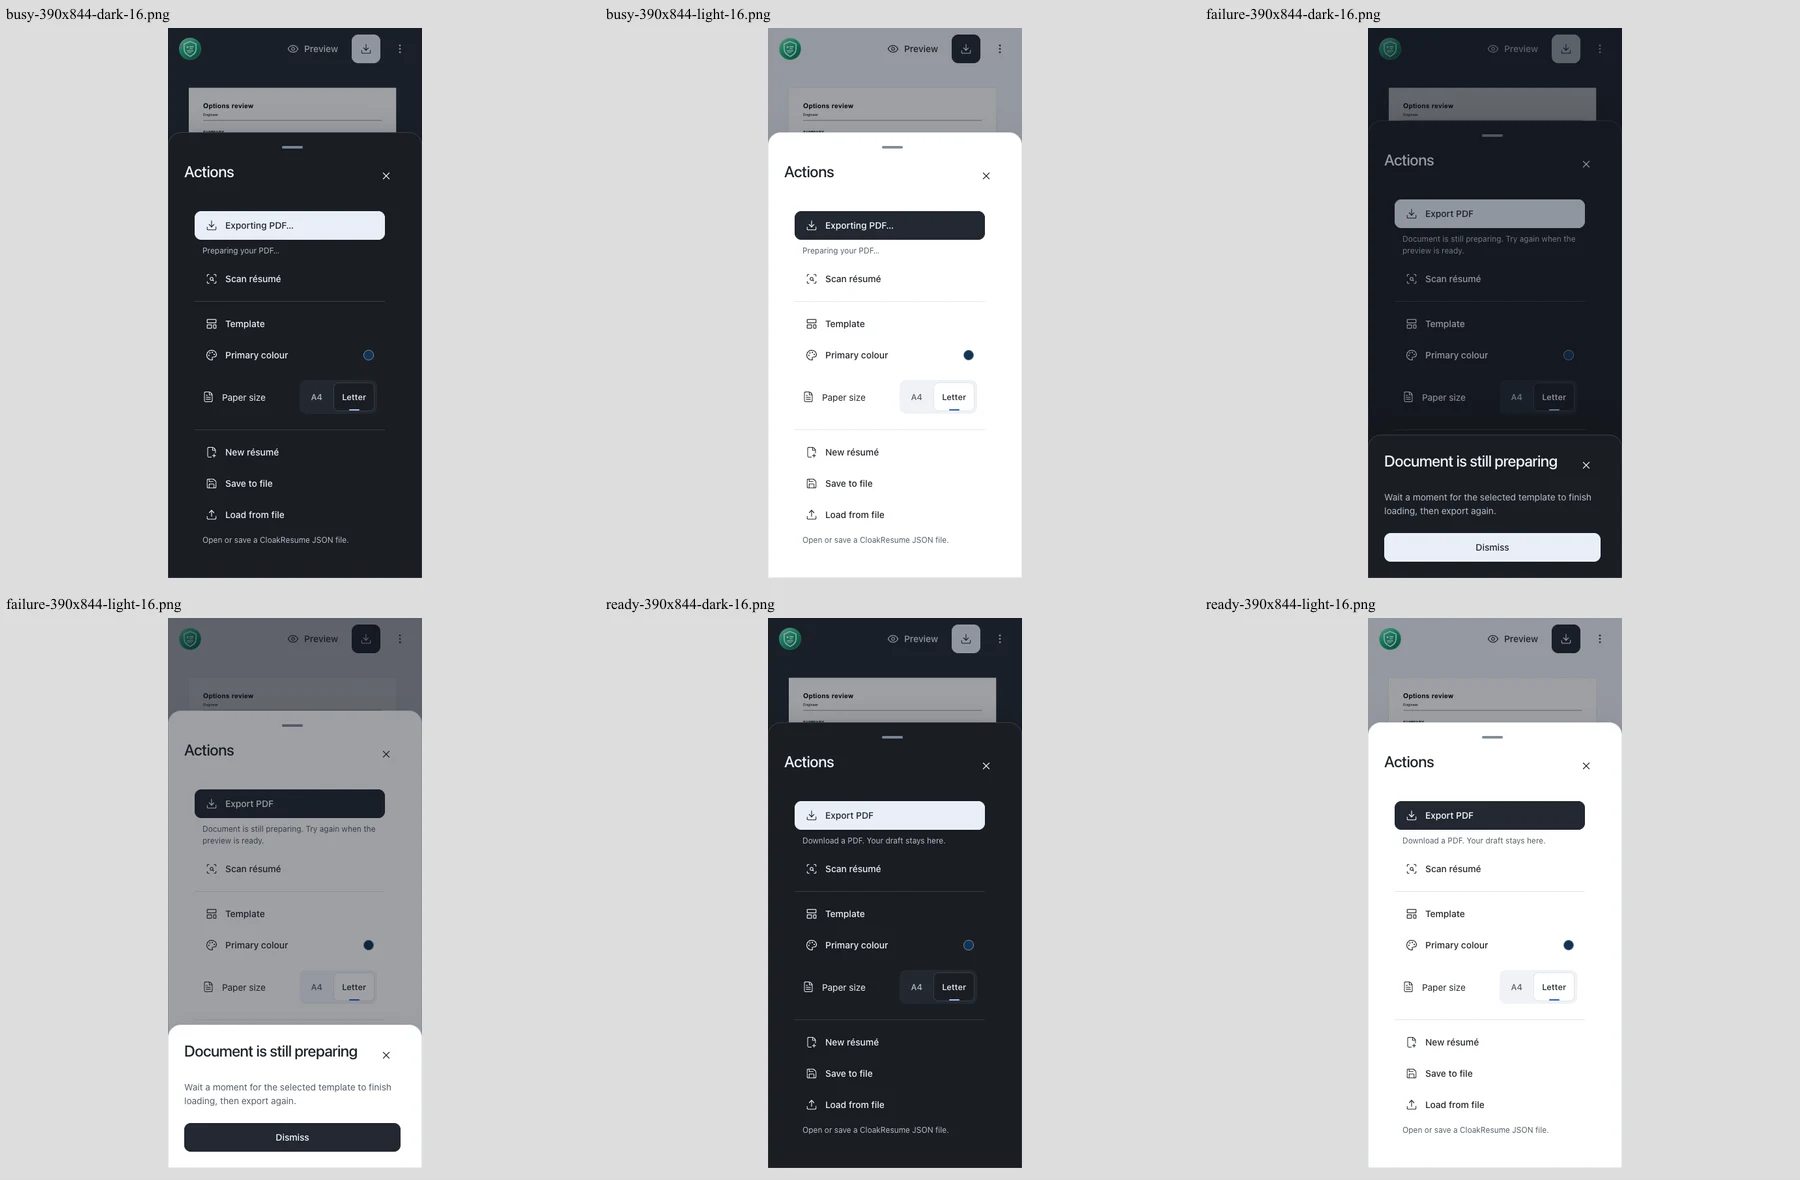 busy-390x844-dark-16.png
Preview
Options review
Engineer
Actions
Exporting PDF...
Preparing your PDF...
Scan résumé
Template
Primary colour
Paper size
A4
Letter
New résumé
Save to file
Load from file
Open or save a CloakResume JSON file.
busy-390x844-light-16.png
Preview
Options review
Engineer
Actions
Exporting PDF...
Preparing your PDF...
Scan résumé
Template
Primary colour
Paper size
A4
Letter
New résumé
Save to file
Load from file
Open or save a CloakResume JSON file.
failure-390x844-dark-16.png
Preview
Options review
Engineer
Actions
Export PDF
Document is still preparing. Try again when the
preview is ready.
Scan résumé
Template
Primary colour
Paper size
A4
Letter
Document is still preparing
Wait a moment for the selected template to finish
loading, then export again.
Dismiss
failure-390x844-light-16.png
Preview
Options review
Engineer
Actions
Export PDF
Document is still preparing. Try again when the
preview is ready.
Scan résumé
Template
Primary colour
Paper size
A4
Letter
Document is still preparing
Wait a moment for the selected template to finish
loading, then export again.
Dismiss
ready-390x844-dark-16.png
Preview
Options review
Engineer
Actions
Export PDF
Download a PDF. Your draft stays here.
Scan résumé
Template
Primary colour
Paper size
A4
Letter
New résumé
Save to file
Load from file
Open or save a CloakResume JSON file.
ready-390x844-light-16.png
Preview
Options review
Engineer
Actions
Export PDF
Download a PDF. Your draft stays here.
Scan résumé
Template
Primary colour
Paper size
A4
Letter
New résumé
Save to file
Load from file
Open or save a CloakResume JSON file.